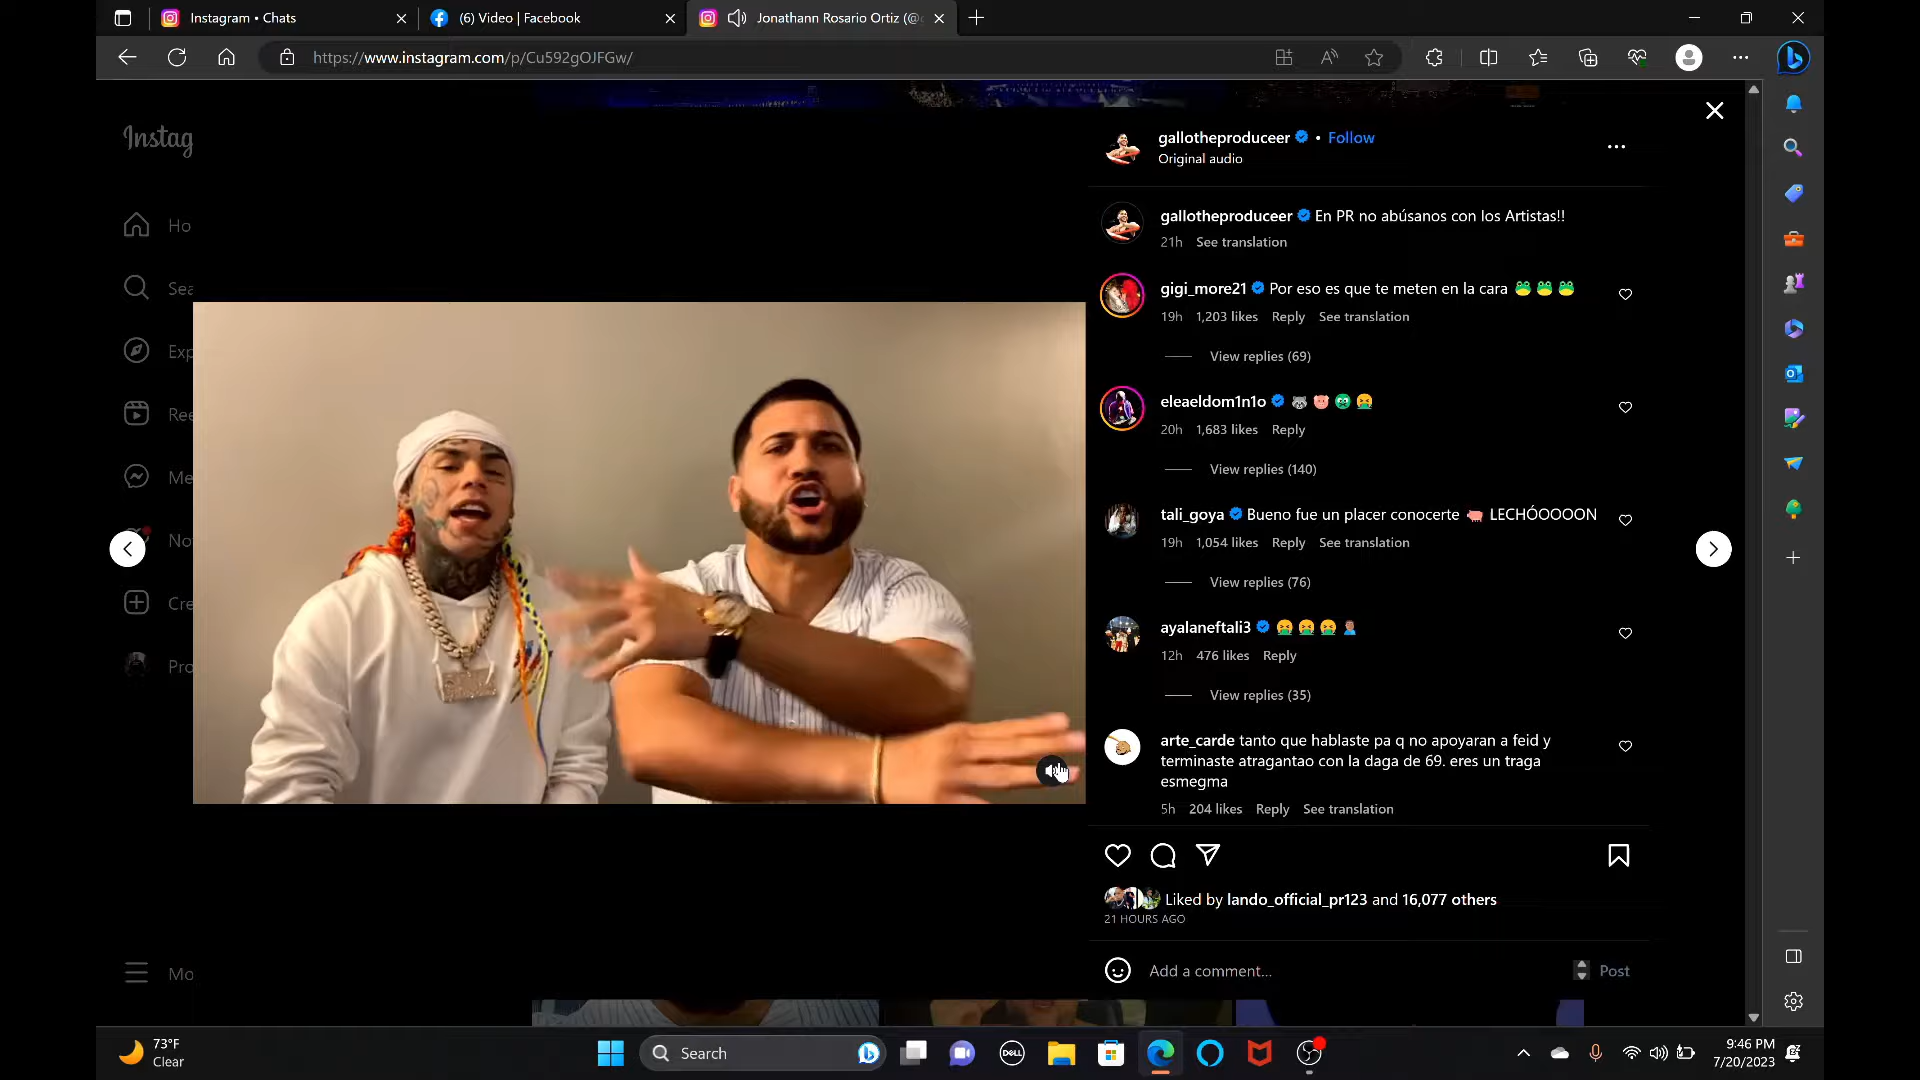 Instagram • Chats
(6) Video | Facebook
Jonathann Rosario Ortiz (@
https://www.instagram.com/p/Cu592gOJFGw/
Instag
Ho
Sea
Exp
Ree
Me
No
Cre
Pro
Mo
gallotheproduceer • Follow
Original audio
gallotheproduceer En PR no abúsanos con los Artistas!!
21h See translation
gigi_more21 Por eso es que te meten en la cara 🐸🐸🐸
19h 1,203 likes Reply See translation
View replies (69)
eleaeldom1n1o 🦝🐷🤢🤮
20h 1,683 likes Reply
View replies (140)
tali_goya Bueno fue un placer conocerte 🐖 LECHÓOOOON
19h 1,054 likes Reply See translation
View replies (76)
ayalaneftali3 🤮🤮🤮🤦🏽‍♂️
12h 476 likes Reply
View replies (35)
arte_carde tanto que hablaste pa q no apoyaran a feid y
terminaste atragantao con la daga de 69. eres un traga
esmegma
5h 204 likes Reply See translation
Liked by lando_official_pr123 and 16,077 others
21 HOURS AGO
Add a comment...
Post
73°F
Clear
Search
DELL
9:46 PM
7/20/2023